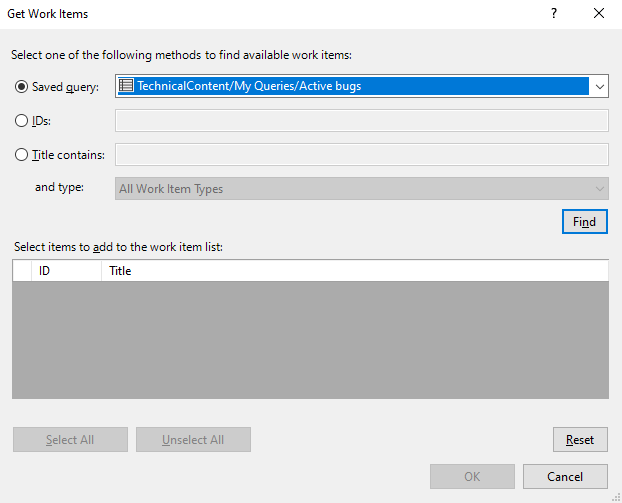 Get Work Items
?
Select one of the following methods to find available work items:
Saved query:
TechnicalContent/My Queries/Active bugs
IDs:
Title contains:
and type:
All Work Item Types
Find
Select items to add to the work item list:
ID Title
Select All Unselect All Reset
OK Cancel